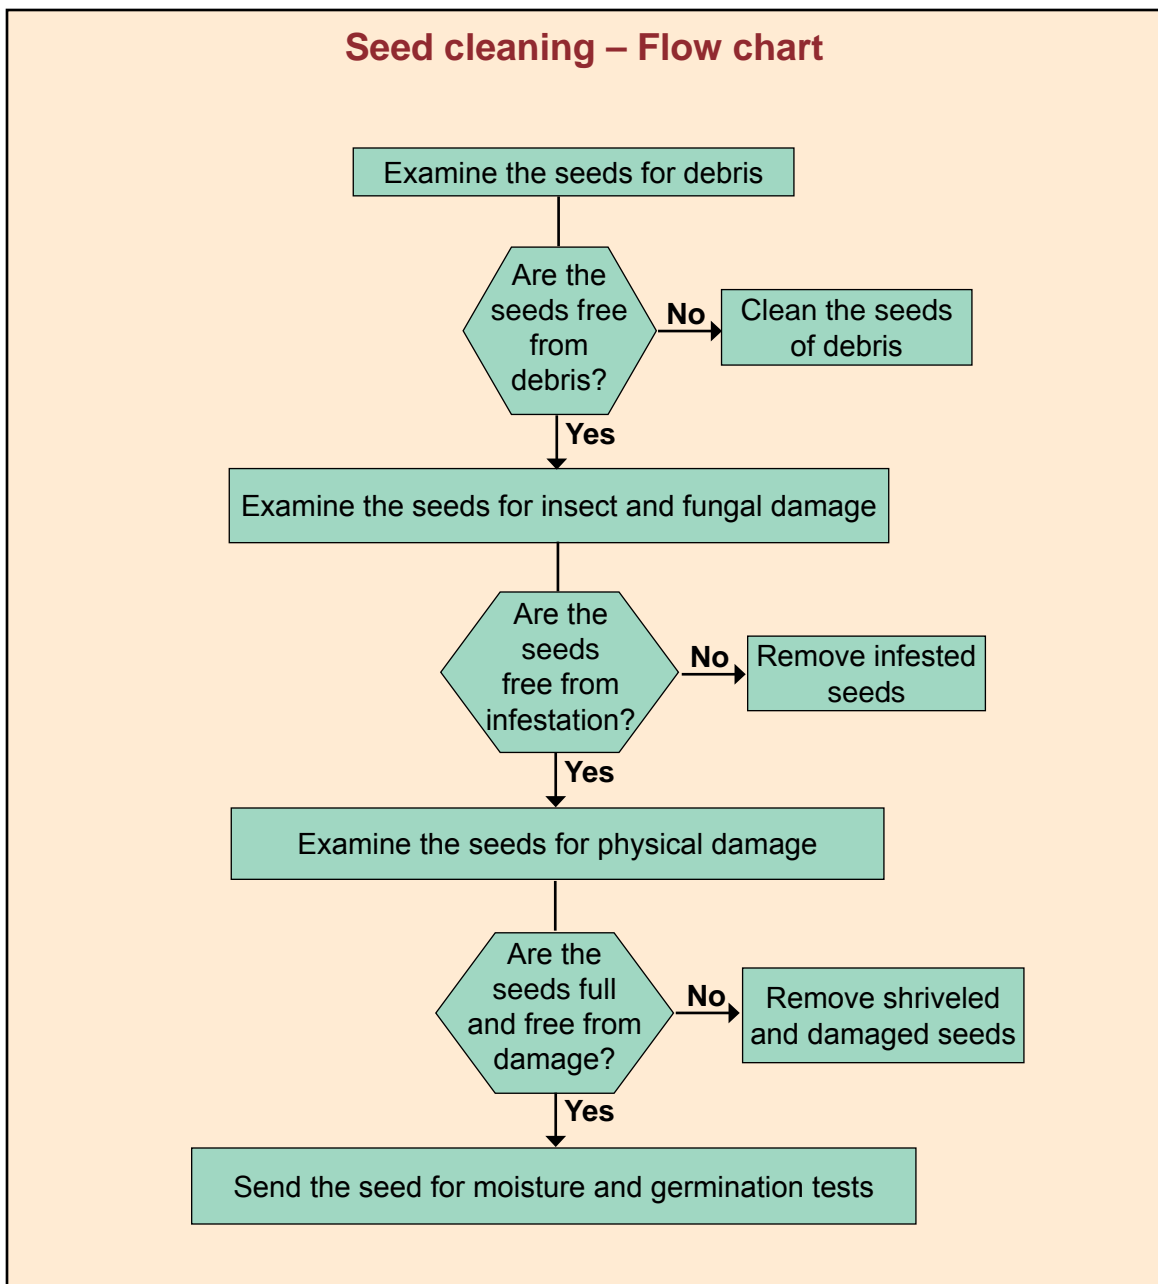 Seed cleaning – Flow chart
Examine the seeds for debris
Are the
seeds free
from
debris?
No
Clean the seeds
of debris
Yes
Examine the seeds for insect and fungal damage
Are the
seeds
free from
infestation?
No
Remove infested
seeds
Yes
Examine the seeds for physical damage
Are the
seeds full
and free from
damage?
No
Remove shriveled
and damaged seeds
Yes
Send the seed for moisture and germination tests